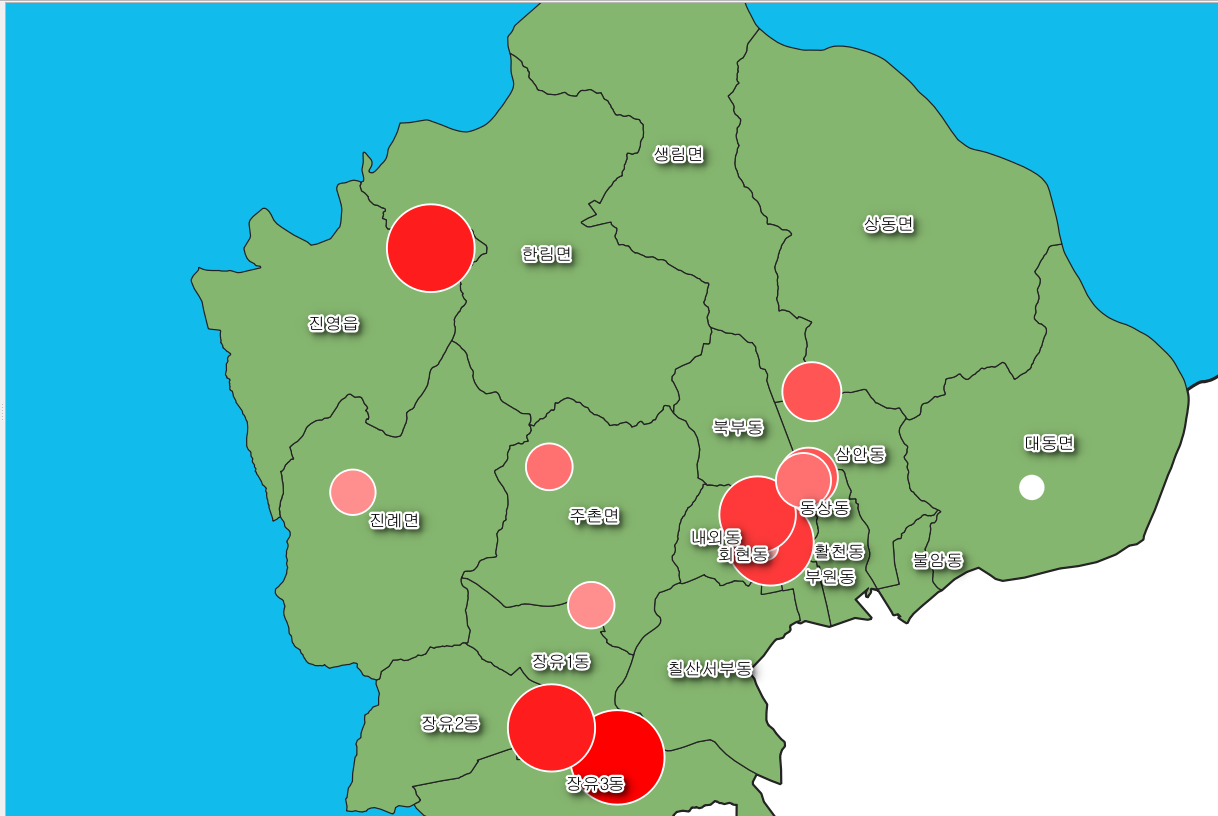 생림면
상동면
한림면
진영읍
북부동
대동면
삼안동
동상동
주촌면
진례면
내외동
회현동
활천동
불암동
부원동
장유1동
칠산서부동
장유2동
장유3동